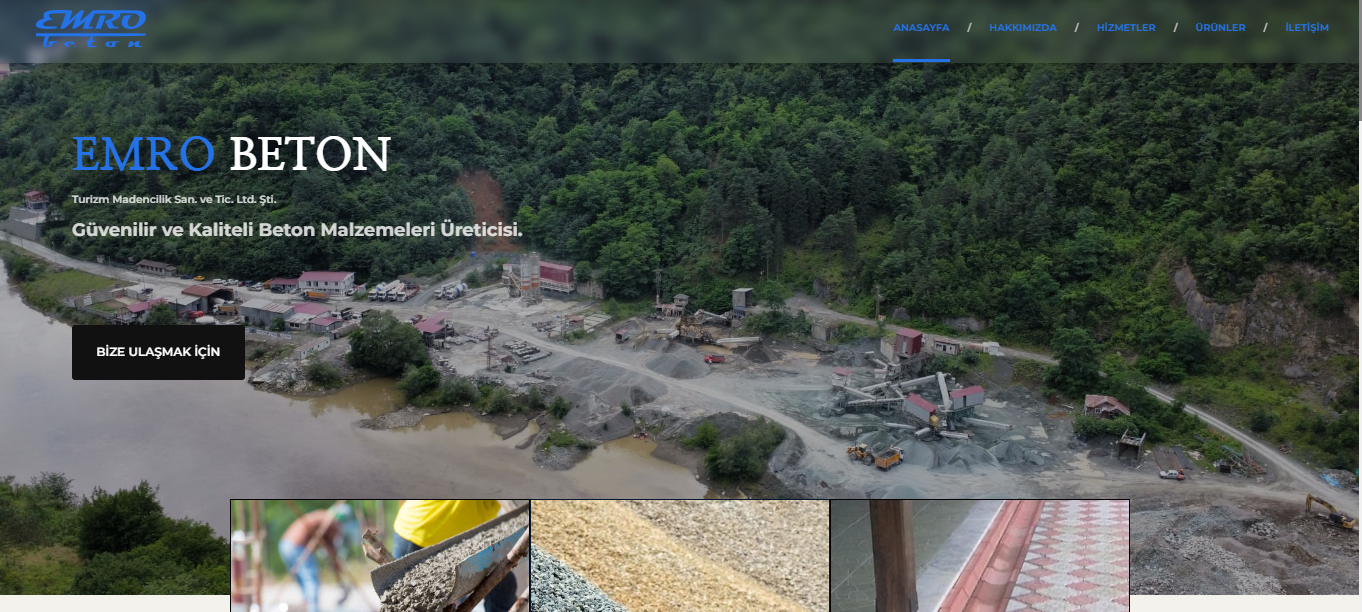 EMRO
beton
ANASAYFA / HAKKIMIZDA / HİZMETLER / ÜRÜNLER / İLETİŞİM
EMRO BETON
Turizm Madencilik San. ve Tic. Ltd. Şti.
Güvenilir ve Kaliteli Beton Malzemeleri Üreticisi.
BİZE ULAŞMAK İÇİN